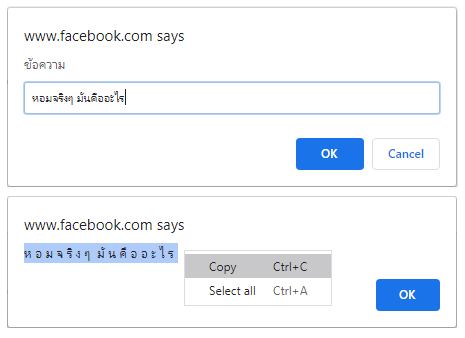 www.facebook.com says
ข้อความ
หอมจริงๆ มันคืออะไร
OK Cancel
www.facebook.com says
ห อ ม จ ริ ง ๆ  มั น คื อ อ ะ ไ ร
Copy Ctrl+C
Select all Ctrl+A
OK